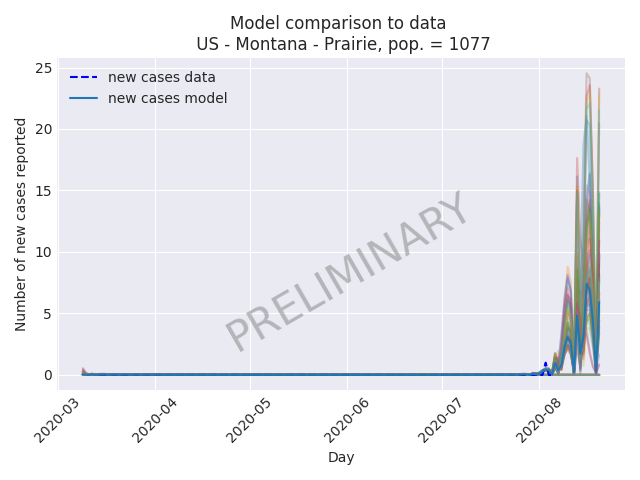 Model comparison to data
US - Montana - Prairie, pop. = 1077
new cases data
new cases model
Number of new cases reported
25
20
15
10
5
0
PRELIMINARY
2020-03
2020-04
2020-05
2020-06
2020-07
2020-08
Day